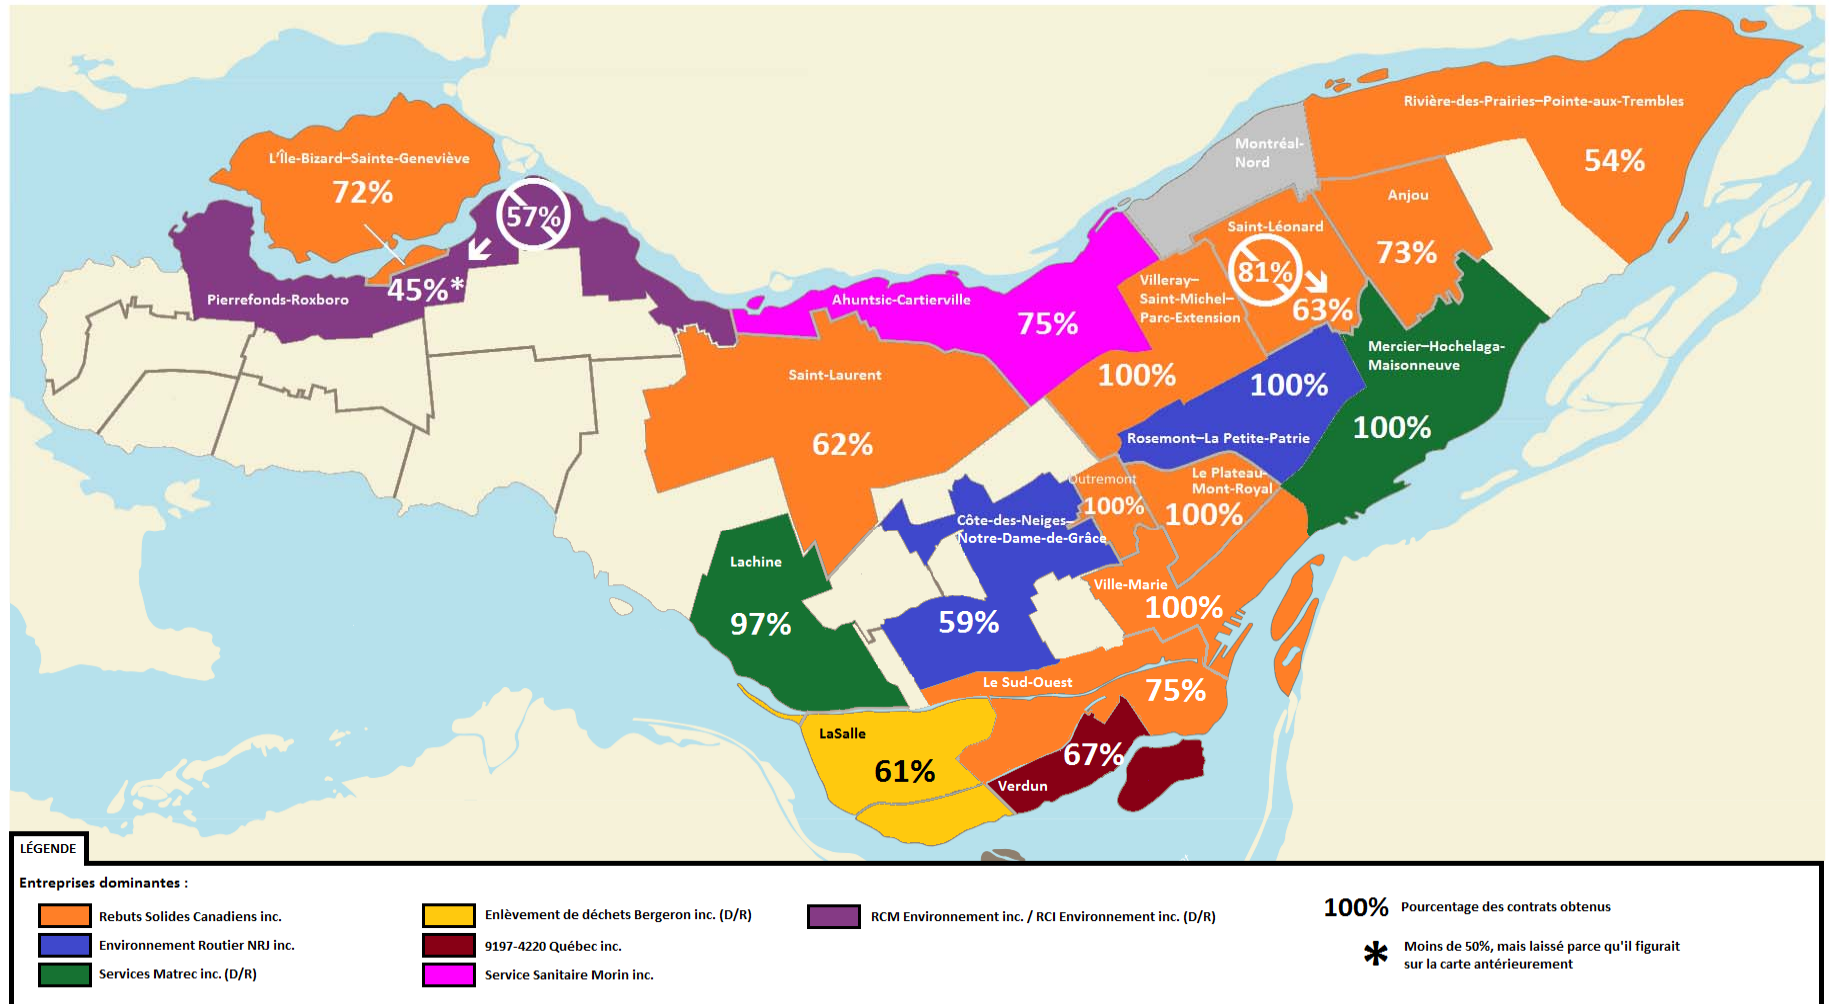 Rivière-des-Prairies–Pointe-aux-Trembles
54%
Montréal-
Nord
L'Île-Bizard–Sainte-Geneviève
72%
57%
45%*
Pierrefonds-Roxboro
Anjou
73%
Saint-Léonard
81%
63%
Villeray–
Saint-Michel–
Parc-Extension
100%
Ahuntsic-Cartierville
75%
Mercier–Hochelaga-
Maisonneuve
100%
Saint-Laurent
62%
100%
Rosemont–La Petite-Patrie
Outremont
100%
Le Plateau-
Mont-Royal
100%
Côte-des-Neiges–
Notre-Dame-de-Grâce
59%
Lachine
97%
Ville-Marie
100%
Le Sud-Ouest
75%
LaSalle
61%
67%
Verdun
LÉGENDE
Entreprises dominantes :
Rebuts Solides Canadiens inc.
Environnement Routier NRJ inc.
Services Matrec inc. (D/R)
Enlèvement de déchets Bergeron inc. (D/R)
9197-4220 Québec inc.
Service Sanitaire Morin inc.
RCM Environnement inc. / RCI Environnement inc. (D/R)
100% Pourcentage des contrats obtenus
* Moins de 50%, mais laissé parce qu'il figurait
sur la carte antérieurement